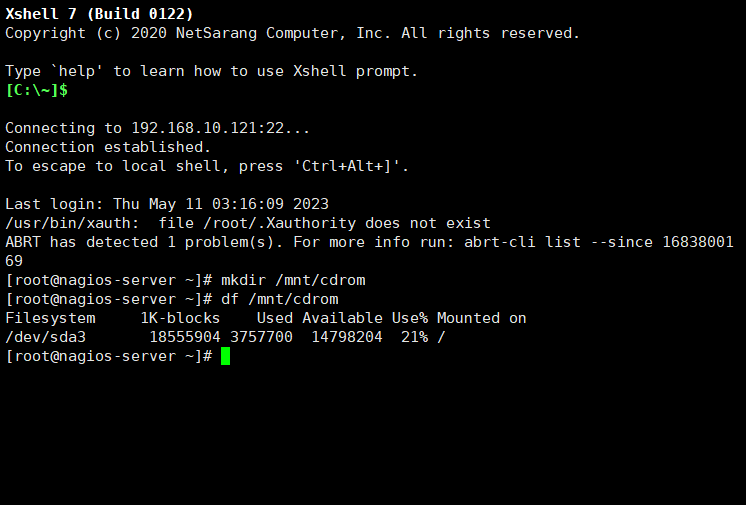 Xshell 7 (Build 0122)
Copyright (c) 2020 NetSarang Computer, Inc. All rights reserved.
Type `help' to learn how to use Xshell prompt.
[C:\~]$
Connecting to 192.168.10.121:22...
Connection established.
To escape to local shell, press 'Ctrl+Alt+]'.
Last login: Thu May 11 03:16:09 2023
/usr/bin/xauth:  file /root/.Xauthority does not exist
ABRT has detected 1 problem(s). For more info run: abrt-cli list --since 16838001
69
[root@nagios-server ~]# mkdir /mnt/cdrom
[root@nagios-server ~]# df /mnt/cdrom
Filesystem     1K-blocks    Used Available Use% Mounted on
/dev/sda3       18555904 3757700  14798204  21% /
[root@nagios-server ~]#